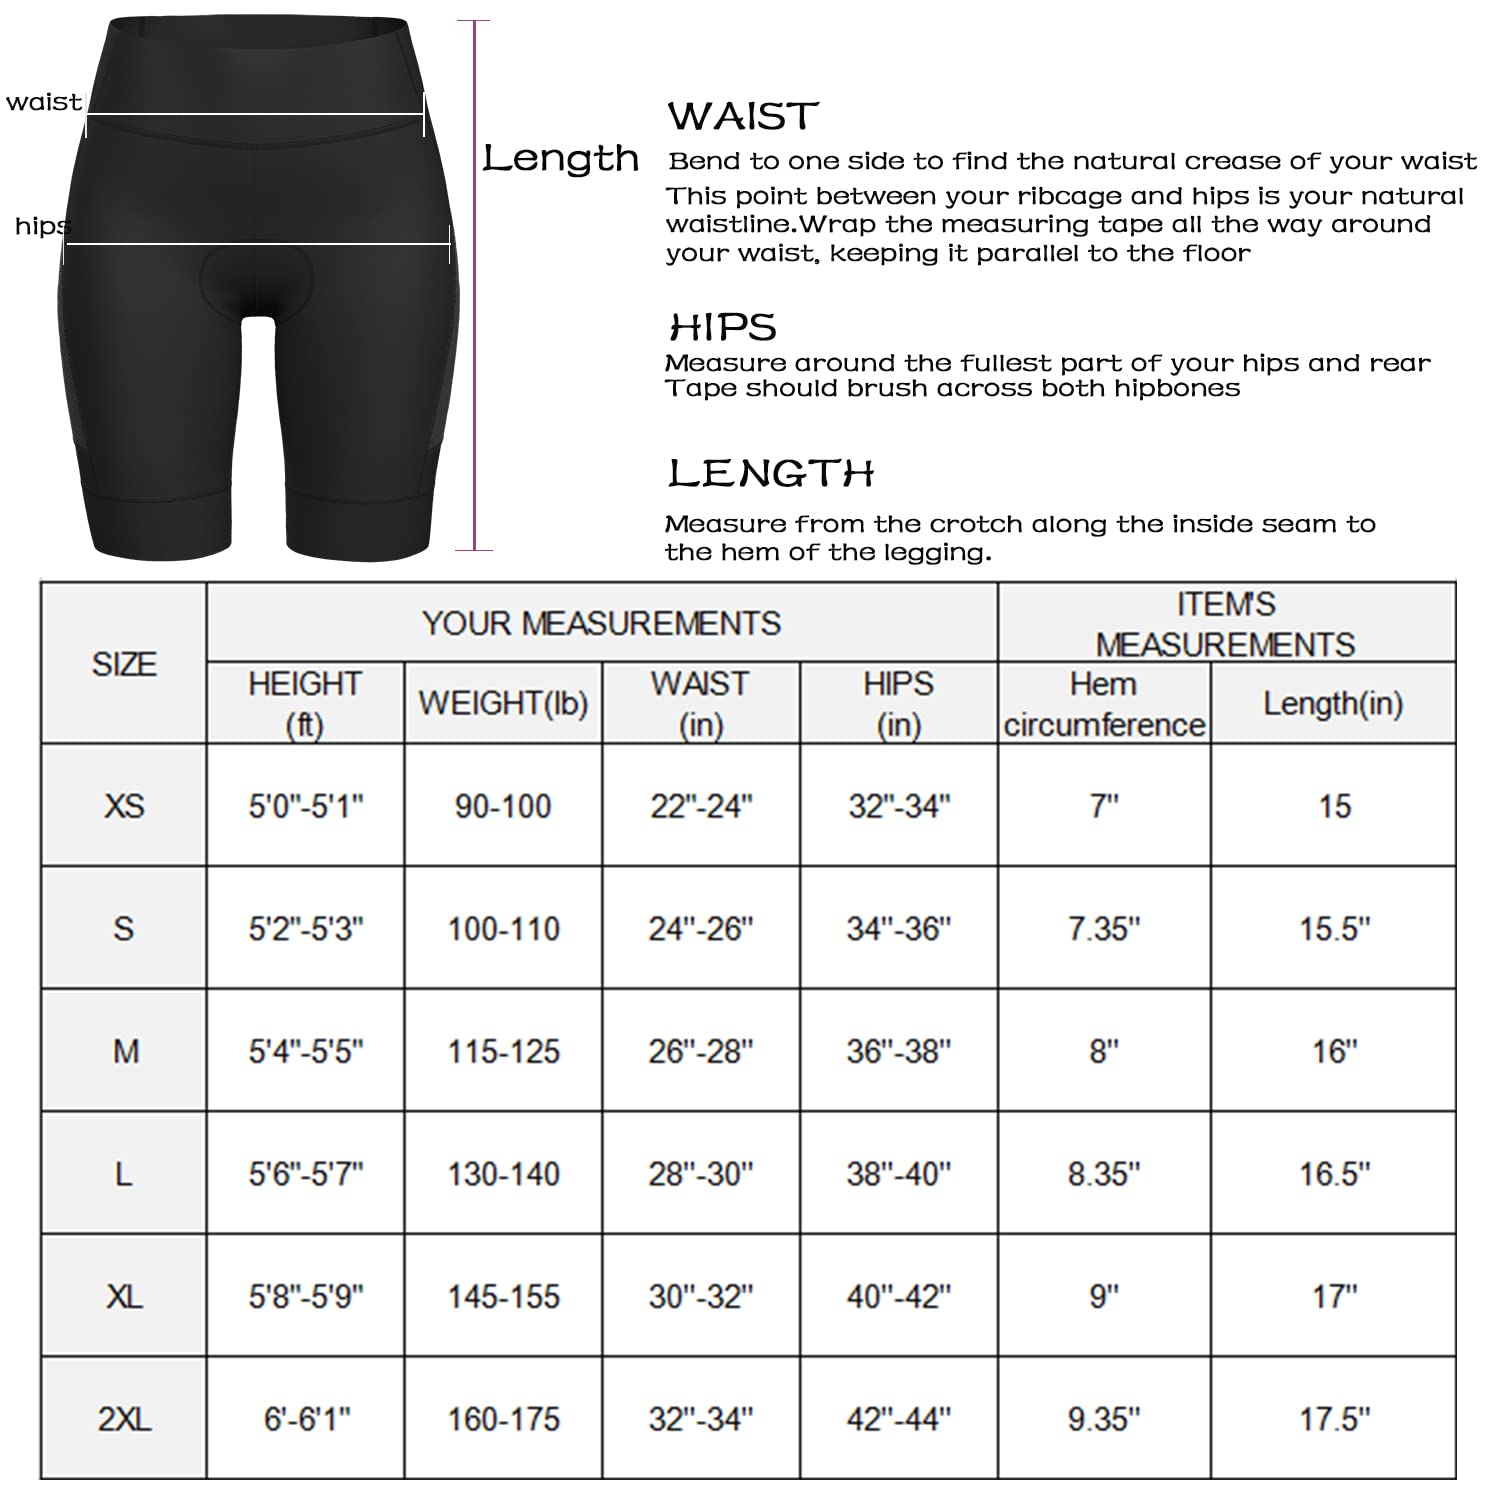 waist
hips
Length
WAIST
Bend to one side to find the natural crease of your waist
This point between your ribcage and hips is your natural
waistline.Wrap the measuring tape all the way around
your waist, keeping it parallel to the floor
HIPS
Measure around the fullest part of your hips and rear
Tape should brush across both hipbones
LENGTH
Measure from the crotch along the inside seam to
the hem of the legging.
SIZE YOUR MEASUREMENTS ITEM'S
MEASUREMENTS
HEIGHT WEIGHT(lb) WAIST HIPS Hem Length(in)
(ft) (in) (in) circumference
XS 5'0"-5'1" 90-100 22"-24" 32"-34" 7" 15
S 5'2"-5'3" 100-110 24"-26" 34"-36" 7.35" 15.5"
M 5'4"-5'5" 115-125 26"-28" 36"-38" 8" 16"
L 5'6"-5'7" 130-140 28"-30" 38"-40" 8.35" 16.5"
XL 5'8"-5'9" 145-155 30"-32" 40"-42" 9" 17"
2XL 6'-6'1" 160-175 32"-34" 42"-44" 9.35" 17.5"